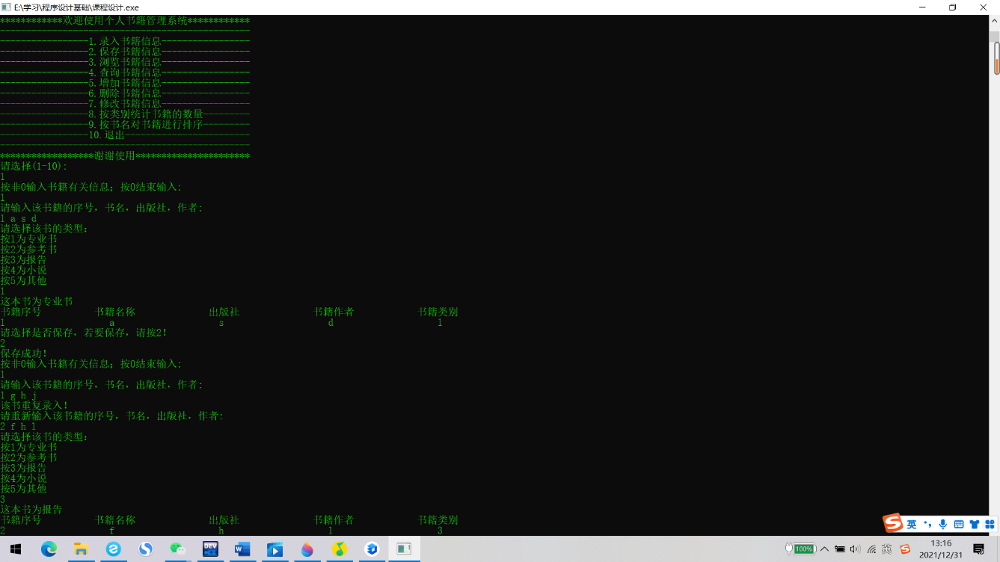 E:\学习\程序设计基础\课程设计.exe
************欢迎使用个人书籍管理系统************
------------------------------------------------
-----------------1.录入书籍信息-----------------
-----------------2.保存书籍信息-----------------
-----------------3.浏览书籍信息-----------------
-----------------4.查询书籍信息-----------------
-----------------5.增加书籍信息-----------------
-----------------6.删除书籍信息-----------------
-----------------7.修改书籍信息-----------------
-----------------8.按类别统计书籍的数量---------
-----------------9.按书名对书籍进行排序---------
-----------------10.退出------------------------
------------------------------------------------
******************谢谢使用**********************
请选择(1-10):
1
按非0输入书籍有关信息；按0结束输入:
1
请输入该书籍的序号，书名，出版社，作者:
1 a s d
请选择该书的类型:
按1为专业书
按2为参考书
按3为报告
按4为小说
按5为其他
1
这本书为专业书
书籍序号 书籍名称 出版社 书籍作者 书籍类别
1 a s d 1
请选择是否保存，若要保存，请按2!
2
保存成功!
按非0输入书籍有关信息；按0结束输入:
1
请输入该书籍的序号，书名，出版社，作者:
1 g h j
该书重复录入!
请重新输入该书籍的序号，书名，出版社，作者:
2 f h l
请选择该书的类型:
按1为专业书
按2为参考书
按3为报告
按4为小说
按5为其他
3
这本书为报告
书籍序号 书籍名称 出版社 书籍作者 书籍类别
2 f h l 3
英
DEV
100%
英
13:16
2021/12/31